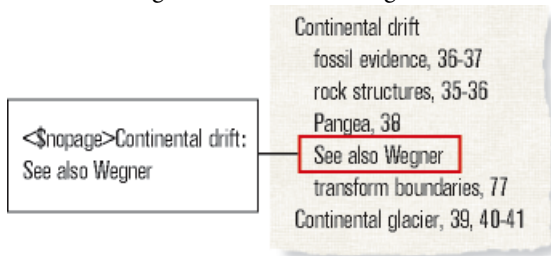 <$nopage>Continental drift:
See also Wegner
Continental drift
fossil evidence, 36-37
rock structures, 35-36
Pangea, 38
See also Wegner
transform boundaries, 77
Continental glacier, 39, 40-41